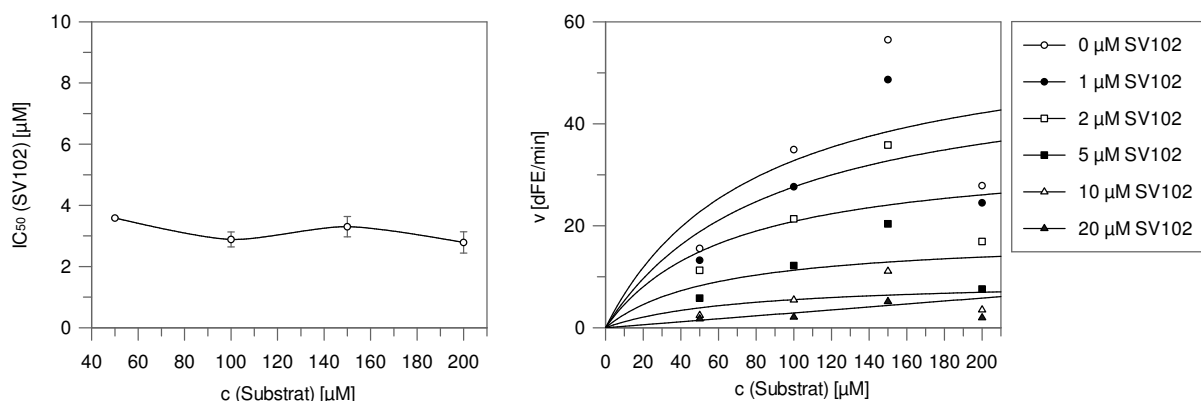 10
8
6
4
2
0
IC50 (SV102) [µM]
40 60 80 100 120 140 160 180 200
c (Substrat) [µM]
60
40
20
0
v [dFE/min]
0 20 40 60 80 100 120 140 160 180 200
c (Substrat) [µM]
0 µM SV102
1 µM SV102
2 µM SV102
5 µM SV102
10 µM SV102
20 µM SV102